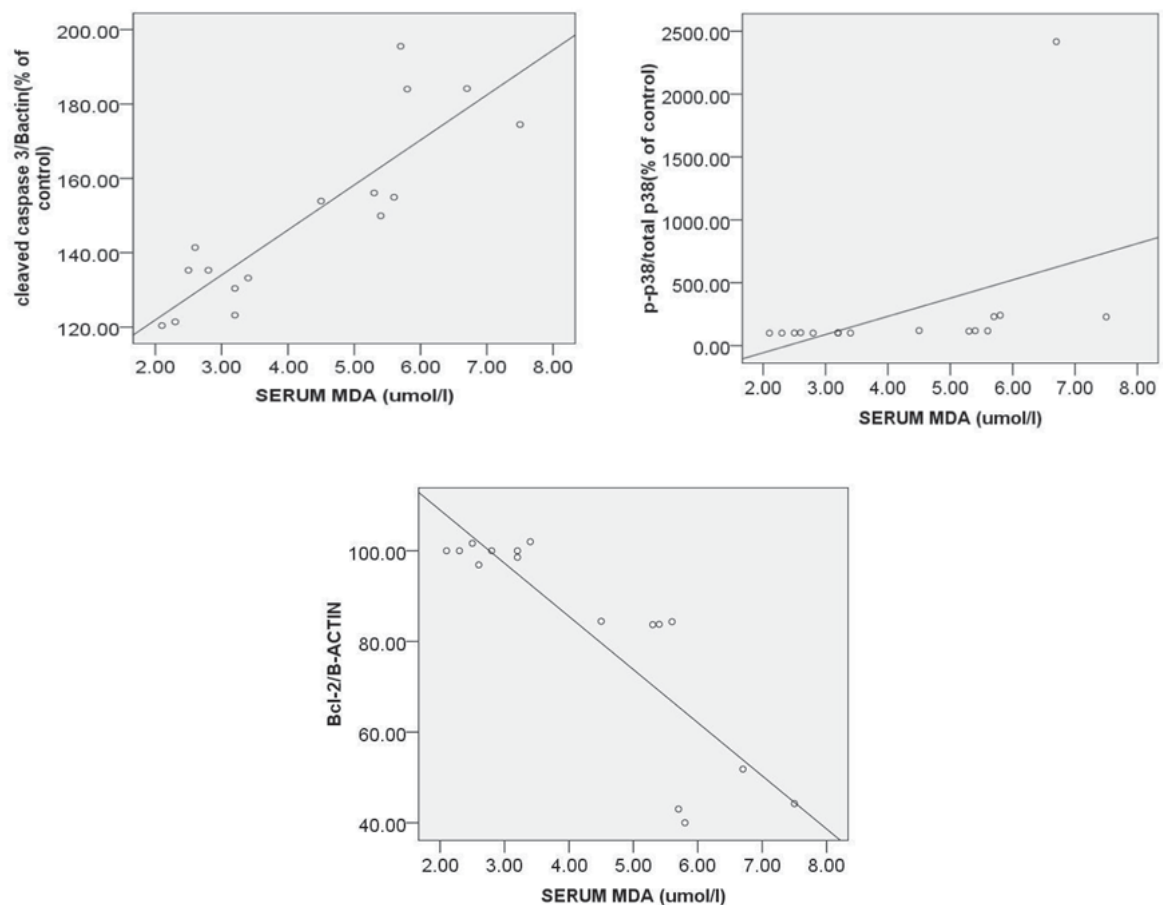 cleaved caspase 3/Bactin(% of
control)
200.00
180.00
160.00
140.00
120.00
2.00 3.00 4.00 5.00 6.00 7.00 8.00
SERUM MDA (umol/l)
p-p38/total p38(% of control)
2500.00
2000.00
1500.00
1000.00
500.00
0.00
2.00 3.00 4.00 5.00 6.00 7.00 8.00
SERUM MDA (umol/l)
Bcl-2/B-ACTIN
100.00
80.00
60.00
40.00
2.00 3.00 4.00 5.00 6.00 7.00 8.00
SERUM MDA (umol/l)